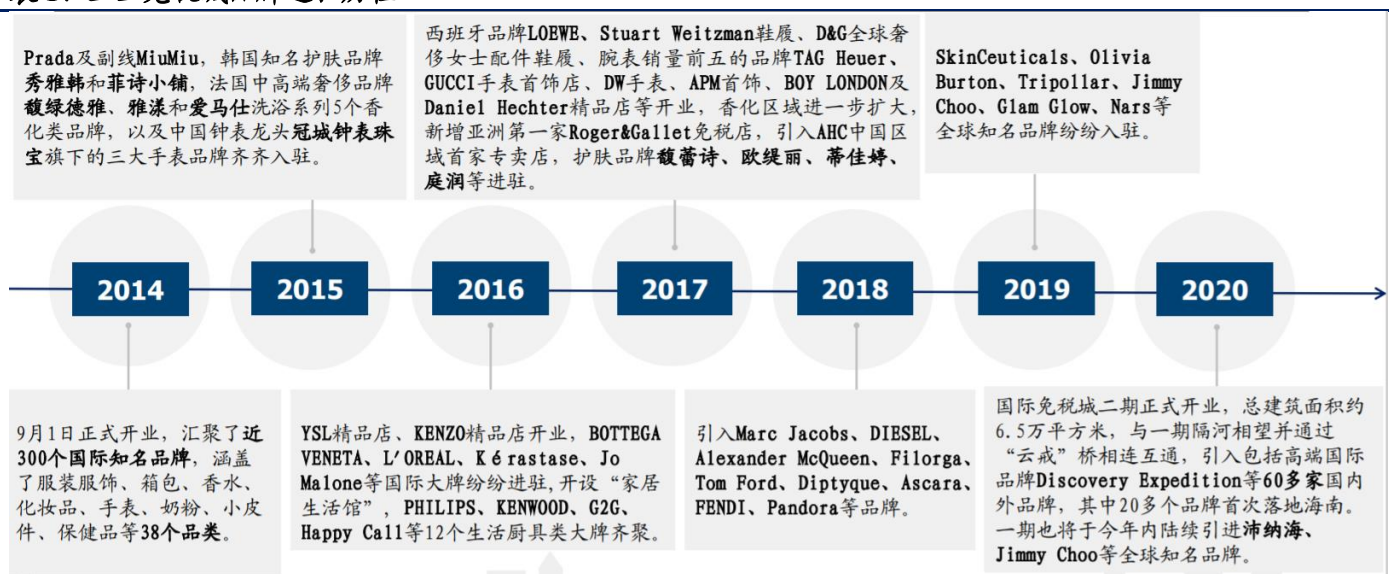 Prada及副线MiuMiu，韩国知名护肤品牌
秀雅韩和菲诗小铺，法国中高端奢侈品牌
馥绿德雅、雅漾和爱马仕洗浴系列5个香
化类品牌，以及中国钟表龙头冠城钟表珠
宝旗下的三大手表品牌齐齐入驻。
西班牙品牌LOEWE、Stuart Weitzman鞋履、D&G全球奢
侈女士配件鞋履、腕表销量前五的品牌TAG Heuer、
GUCCI手表首饰店、DW手表、APM首饰、BOY LONDON及
Daniel Hechter精品店等开业，香化区域进一步扩大，
新增亚洲第一家Roger&Gallet免税店，引入AHC中国区
域首家专卖店，护肤品牌馥蕾诗、欧缇丽、蒂佳婷、
庭润等进驻。
SkinCeuticals、Olivia
Burton、Tripollar、Jimmy
Choo、Glam Glow、Nars等
全球知名品牌纷纷入驻。
2014
2015
2016
2017
2018
2019
2020
9月1日正式开业，汇聚了近
300个国际知名品牌，涵盖
了服装服饰、箱包、香水、
化妆品、手表、奶粉、小皮
件、保健品等38个品类。
YSL精品店、KENZO精品店开业，BOTTEGA
VENETA、L'OREAL、Kérastase、Jo
Malone等国际大牌纷纷进驻,开设“家居
生活馆”，PHILIPS、KENWOOD、G2G、
Happy Call等12个生活厨具类大牌齐聚。
引入Marc Jacobs、DIESEL、
Alexander McQueen、Filorga、
Tom Ford、Diptyque、Ascara、
FENDI、Pandora等品牌。
国际免税城二期正式开业，总建筑面积约
6.5万平方米，与一期隔河相望并通过
“云戒”桥相连互通，引入包括高端国际
品牌Discovery Expedition等60多家国内
外品牌，其中20多个品牌首次落地海南。
一期也将于今年内陆续引进沛纳海、
Jimmy Choo等全球知名品牌。